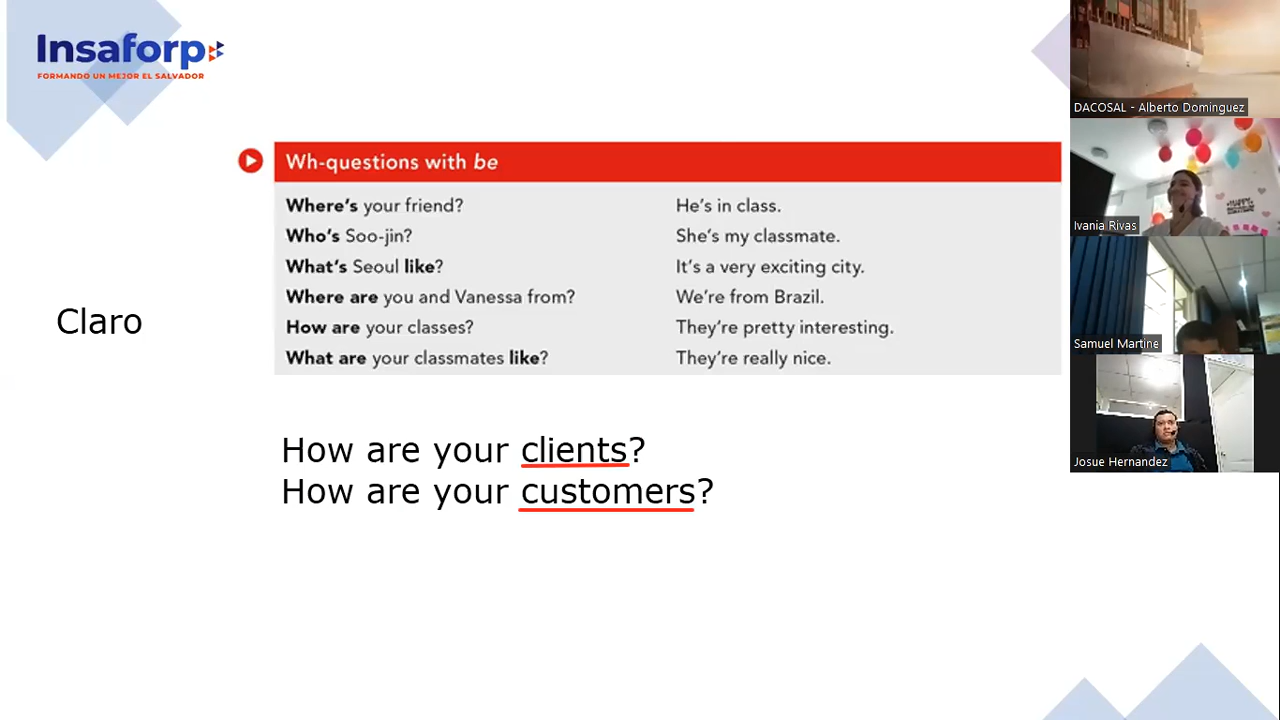 Insaforp
FORMANDO UN MEJOR EL SALVADOR
Wh-questions with be
Where's your friend? He's in class.
Who's Soo-jin? She's my classmate.
What's Seoul like? It's a very exciting city.
Where are you and Vanessa from? We're from Brazil.
How are your classes? They're pretty interesting.
What are your classmates like? They're really nice.
Claro
How are your clients?
How are your customers?
DACOSAL - Alberto Dominguez
Ivania Rivas
Samuel Martine
Josue Hernandez